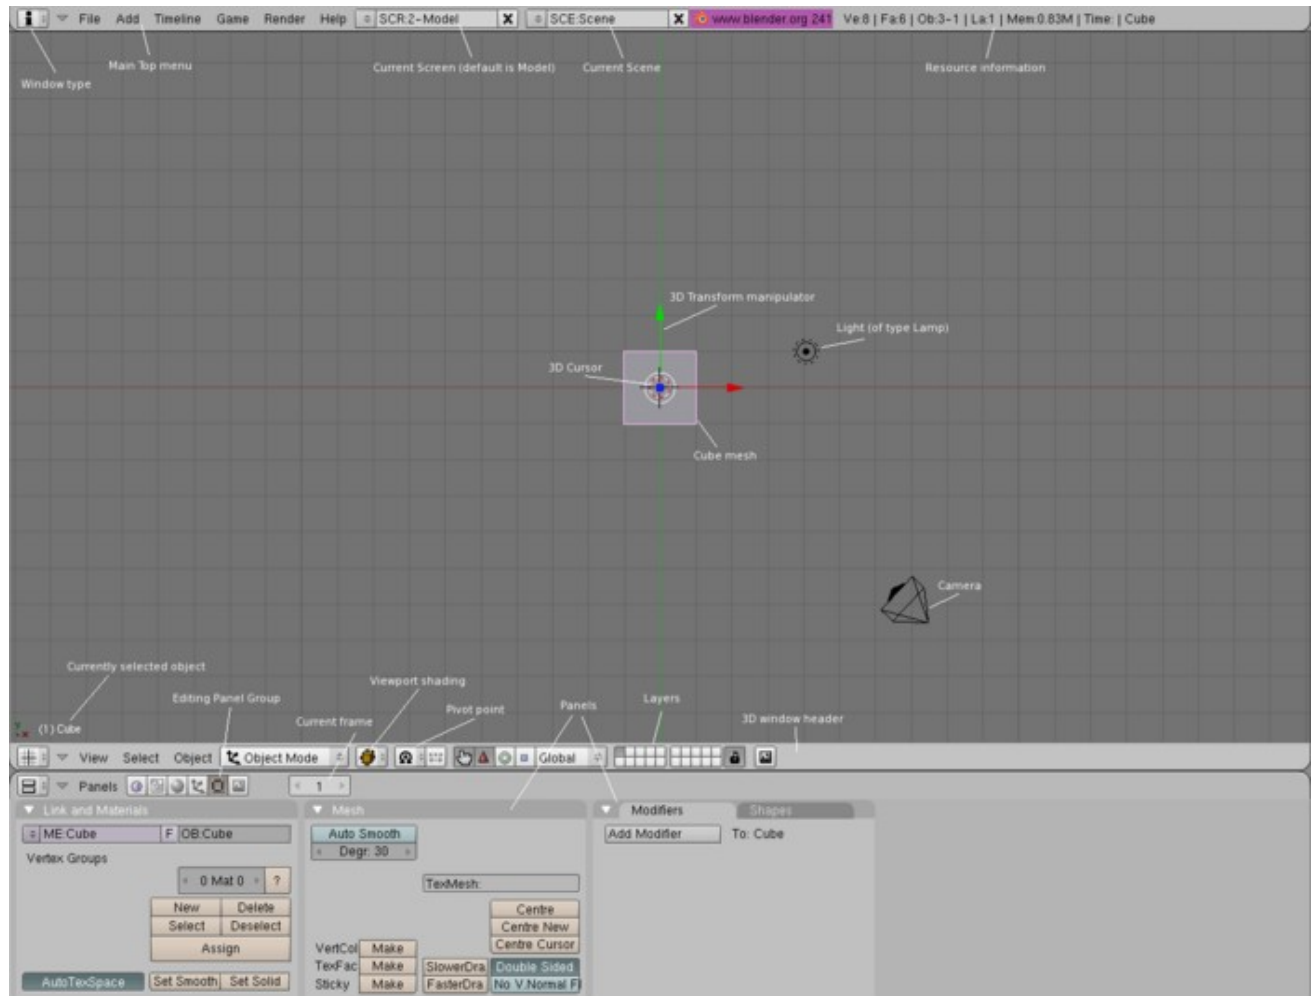 File Add Timeline Game Render Help SCR:2-Model X SCE:Scene X www.blender.org 241 Ve:8 | Fa:6 | Ob:3-1 | La:1 | Mem:0.83M | Time: | Cube
Main Top menu
Current Screen (default is Model)
Current Scene
Resource information
Window type
3D Transform manipulator
Light (of type Lamp)
3D Cursor
Cube mesh
Camera
Currently selected object
Viewport shading
Editing Panel Group
Layers
Panels
Pivot point
Current frame
3D window header
(1) Cube
View Select Object Object Mode Global
Panels 1
Link and Materials
Mesh
Modifiers
Shapes
ME:Cube F OB:Cube
Auto Smooth
Add Modifier To: Cube
Degr: 30
Vertex Groups
0 Mat 0 ?
TexMesh:
New Delete
Centre
Select Deselect
Centre New
Assign
VertCol Make
Centre Cursor
TexFac Make SlowerDra Double Sided
AutoTexSpace Set Smooth Set Solid
Sticky Make FasterDra No V.Normal Fl